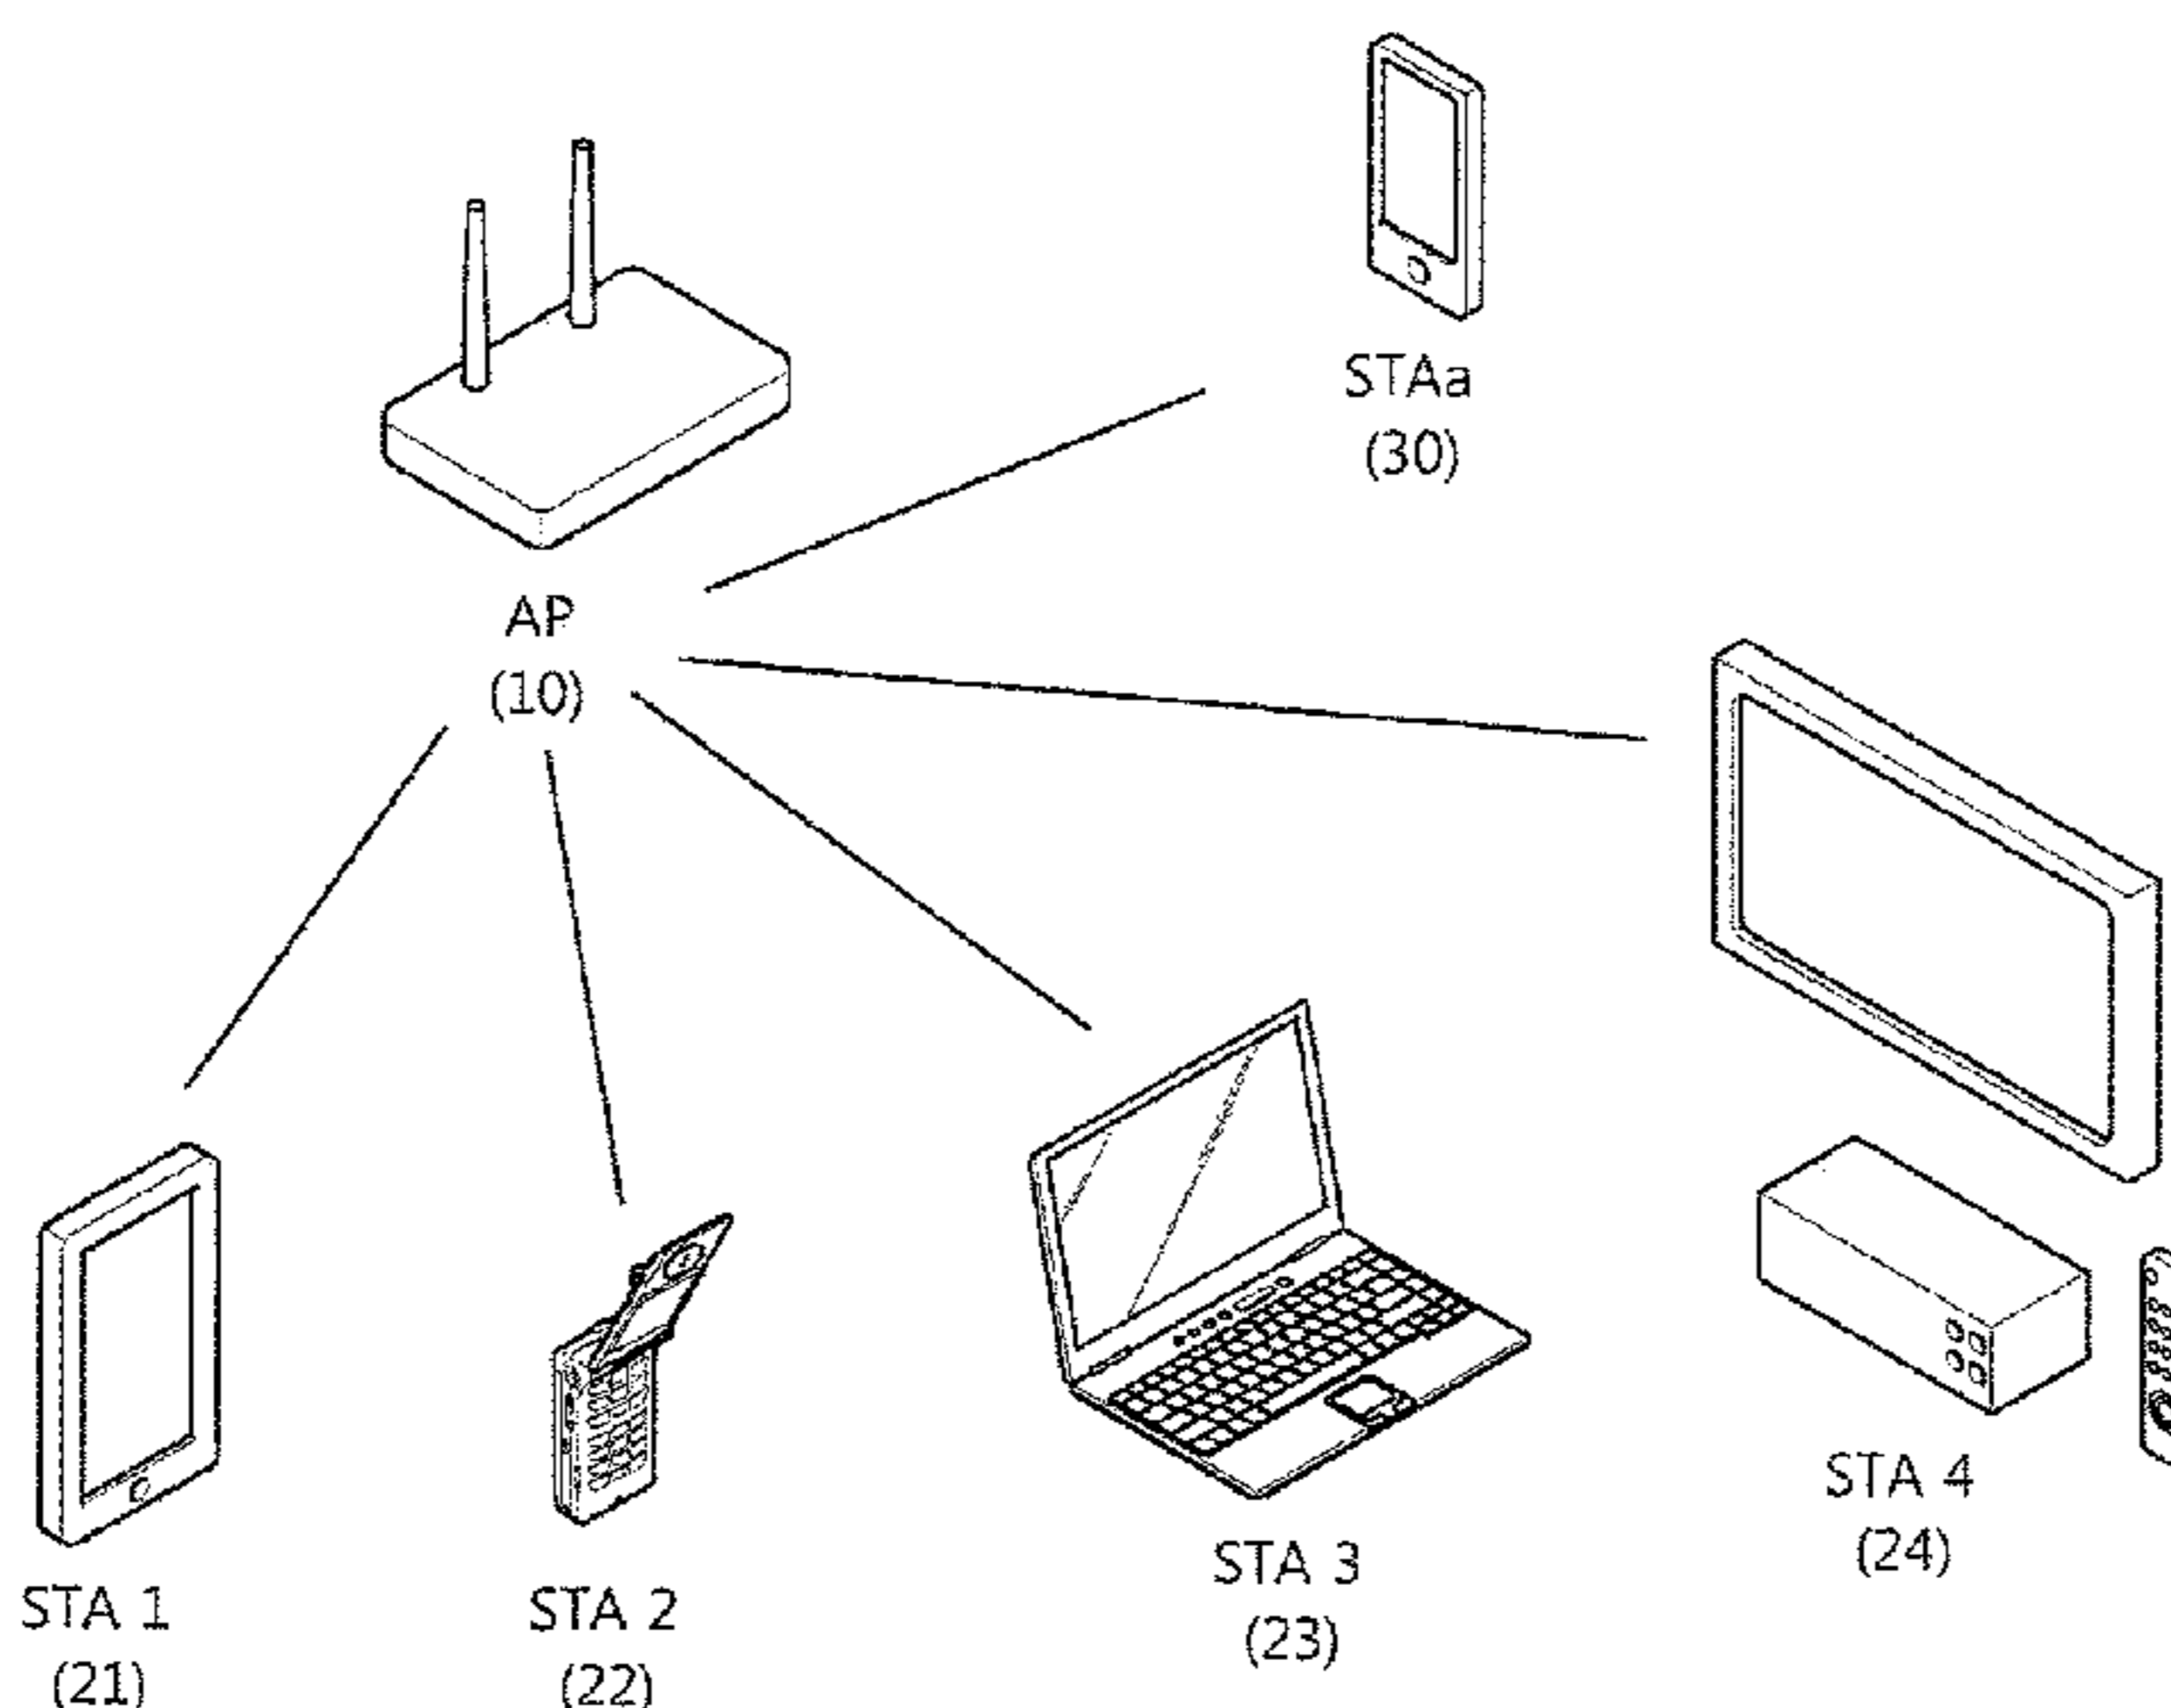 STAa
(30)
AP
(10)
STA 1
(21)
STA 2
(22)
STA 3
(23)
STA 4
(24)